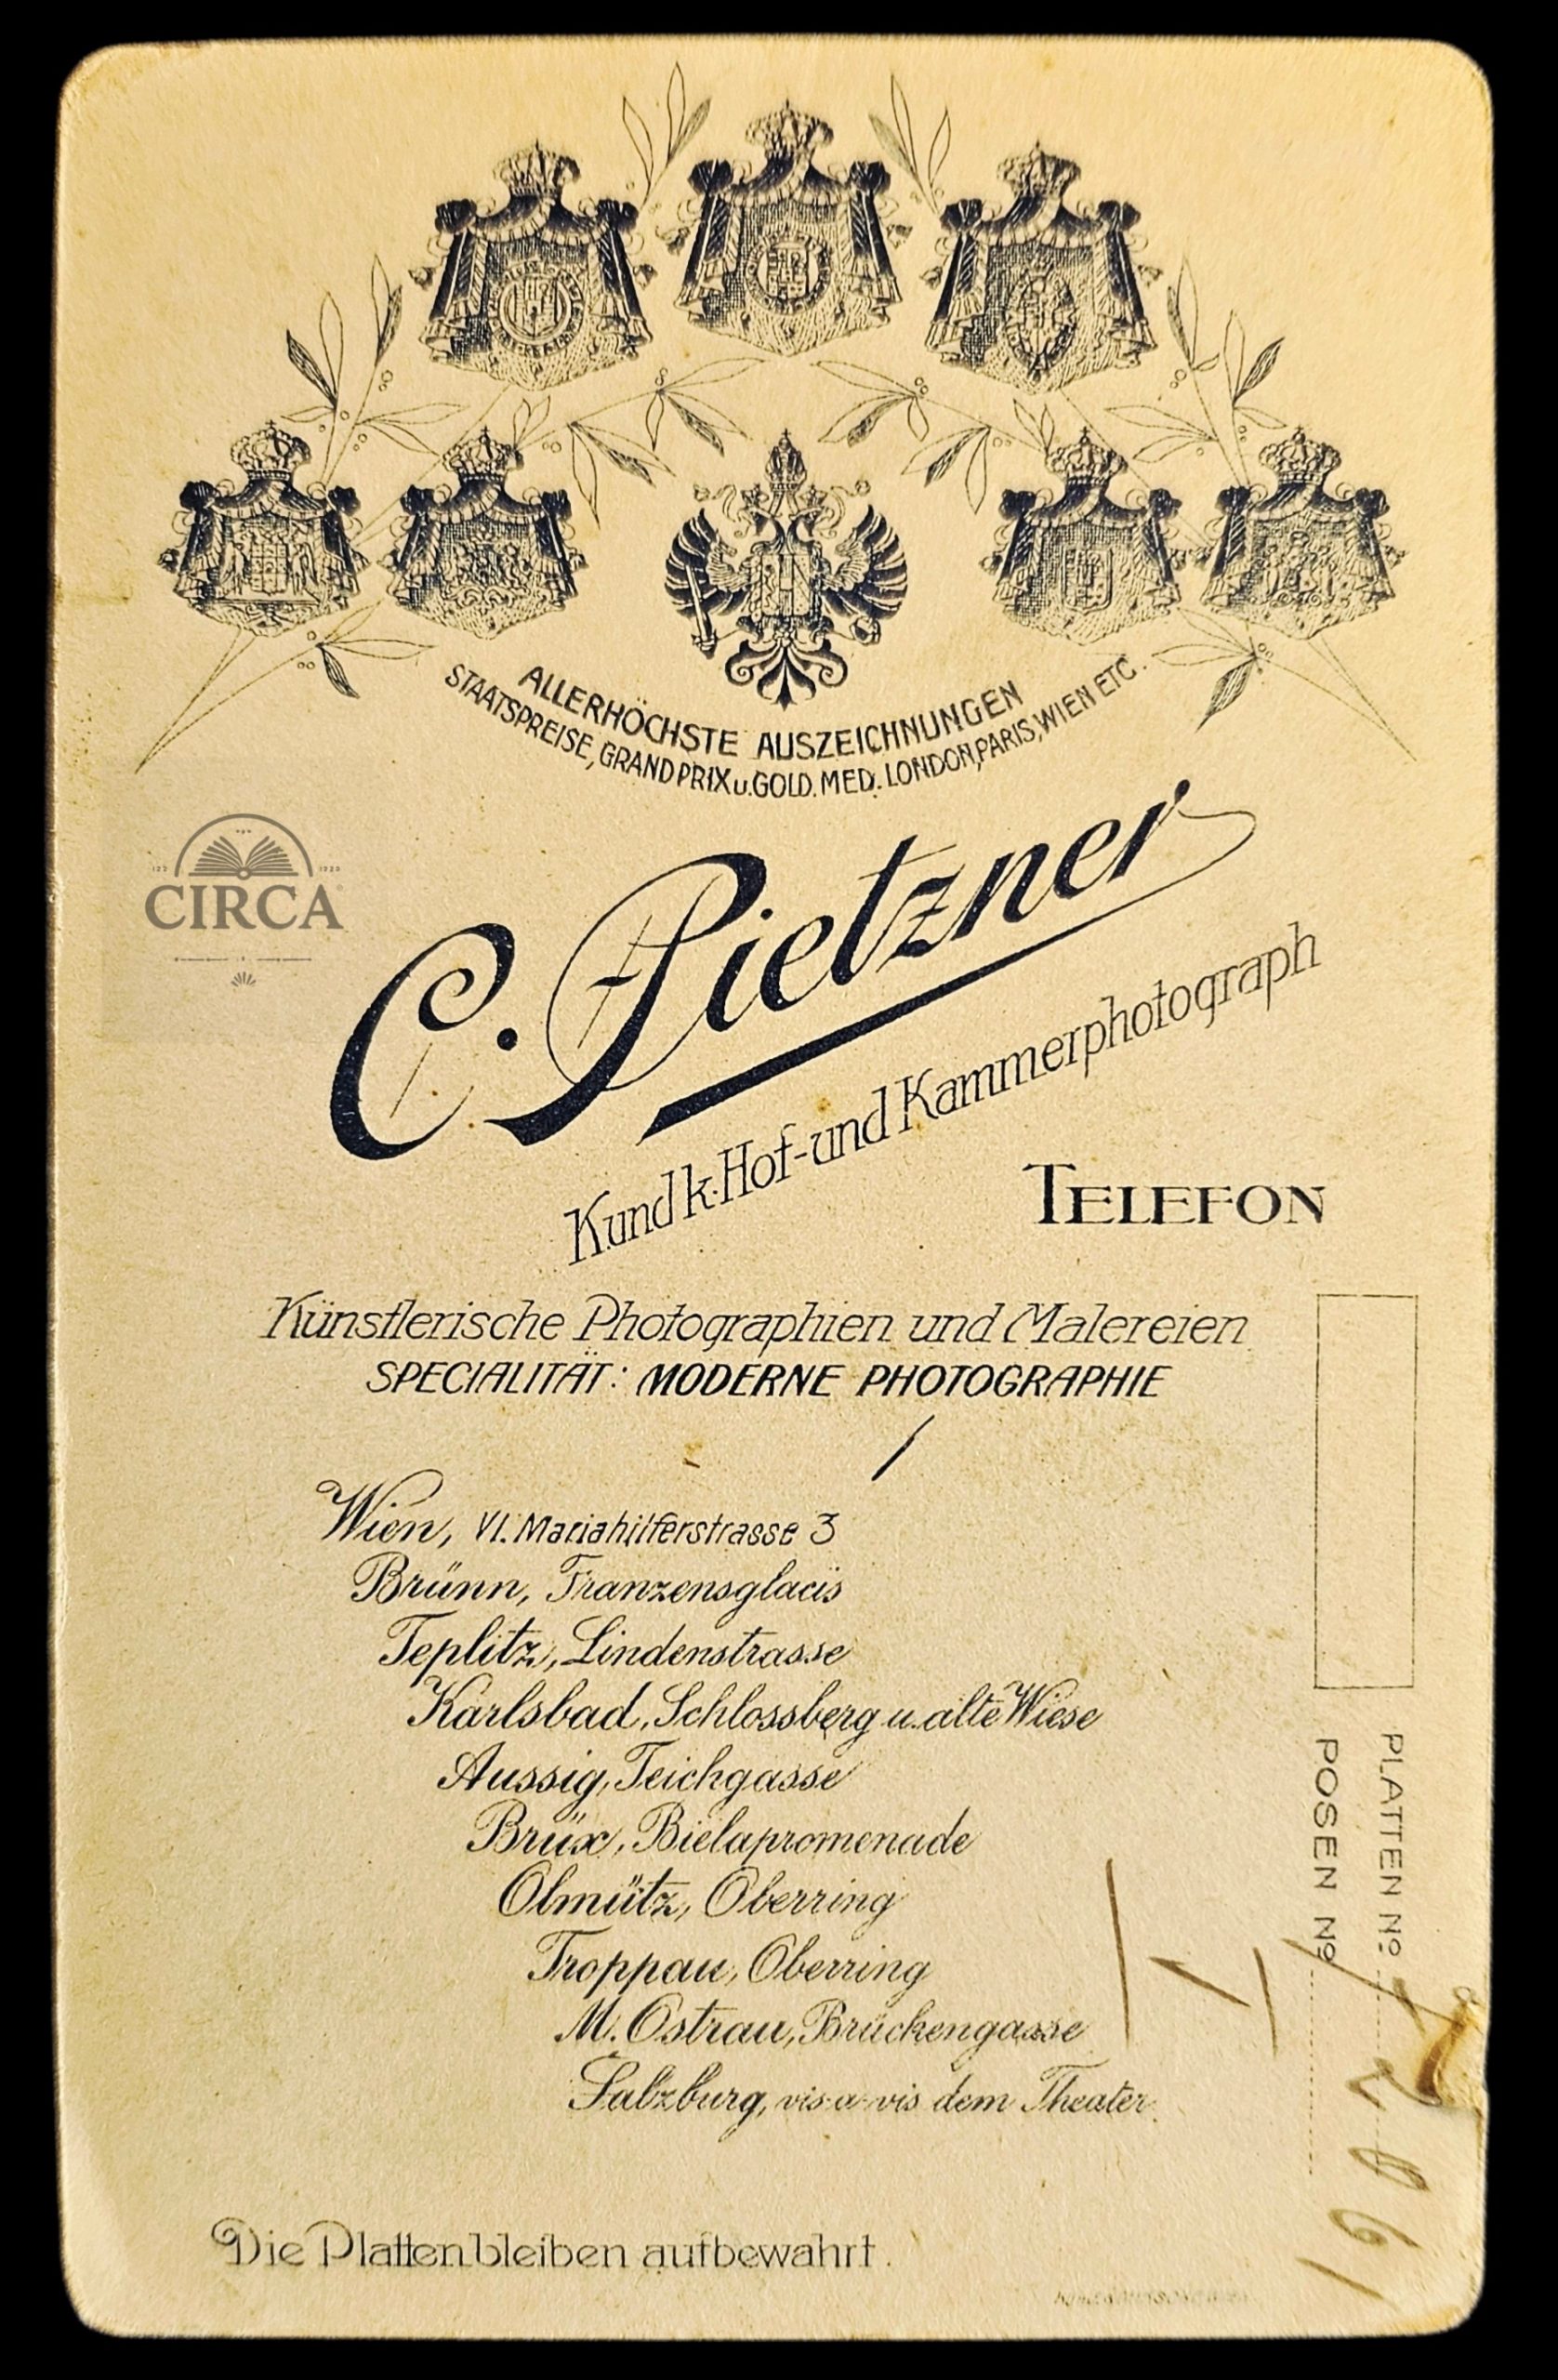 ALLERHÖCHSTE AUSZEICHNUNGEN
STAATSPREISE, GRAND PRIX u. GOLD. MED. LONDON, PARIS, WIEN ETC.
CIRCA
C. Pietzner
K. und k. Hof- und Kammerphotograph
TELEFON
Künstlerische Photographien und Malereien
SPECIALITÄT: MODERNE PHOTOGRAPHIE
Wien, VI. Mariahilferstrasse 3
Brünn, Franzensglacis
Teplitz, Lindenstrasse
Karlsbad, Schlossberg u. alte Wiese
Aussig, Teichgasse
Brüx, Bielapromenade
Olmütz, Oberring
Troppau, Oberring
M. Ostrau, Brückengasse
Salzburg, vis-a-vis dem Theater.
PLATTEN No
POSEN No
Die Platten bleiben aufbewahrt.